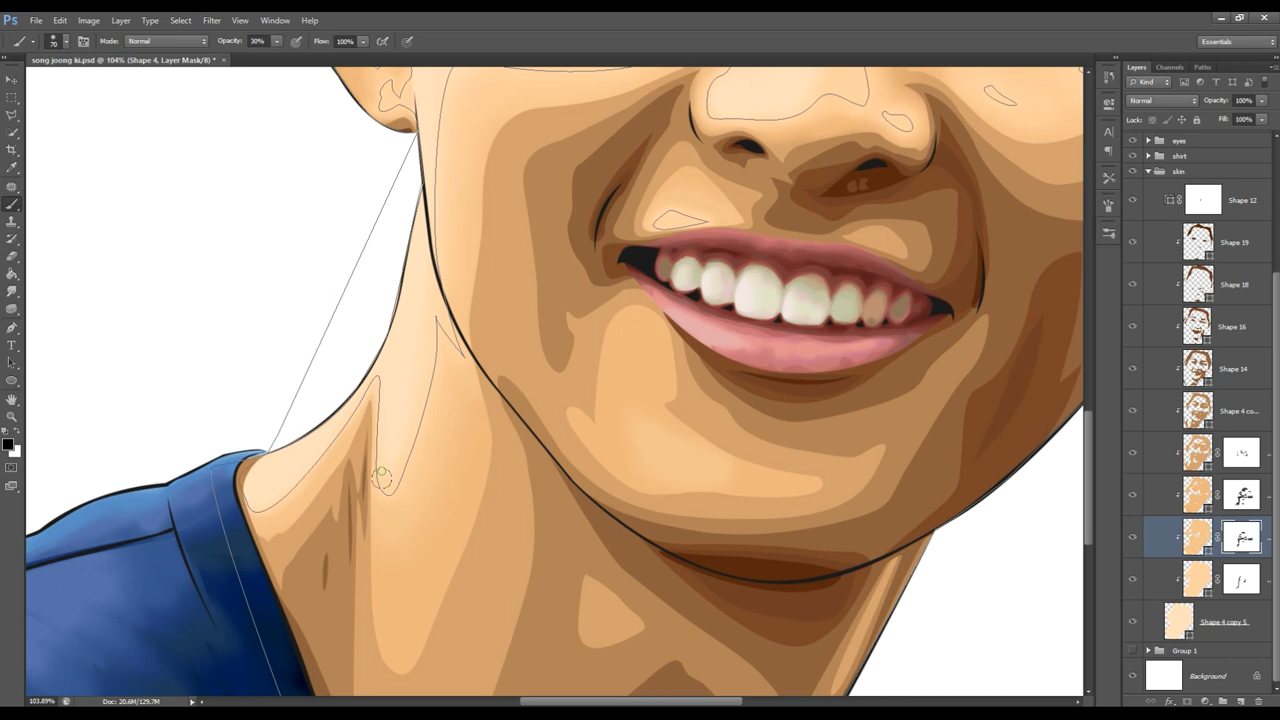 Ps File Edit Image Layer Type Select Filter Window Help
70 Mode: Normal Opacity: 30% Flow: 100% Essentials
song joong ki.psd @ 104% (Shape 4, Layer Mask/8) * ×
Layers Channels Paths
Kind
Normal Opacity: 100%
Lock: Fill: 100%
eyes
shirt
skin
Shape 12
Shape 19
Shape 18
Shape 16
Shape 14
Shape 4 co...
Shape 4 copy 5
Group 1
Background
103.89% Doc: 20.6M/129.7M